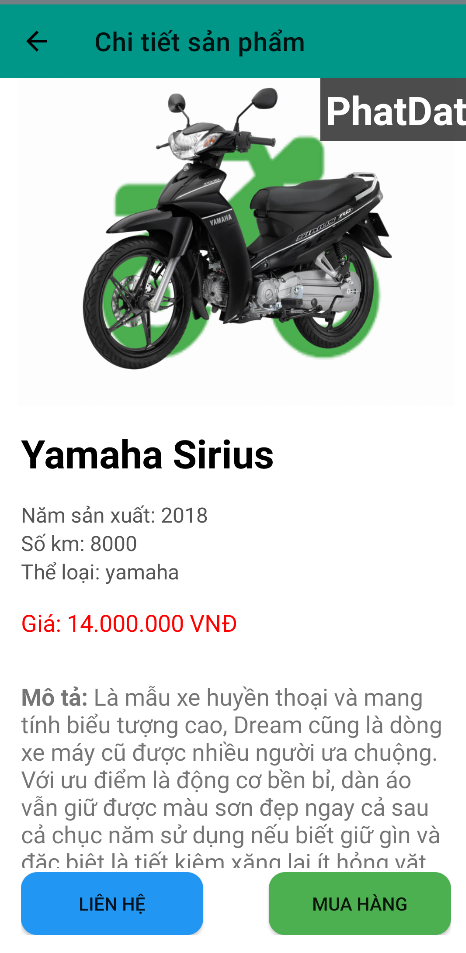 Chi tiết sản phẩm
PhatDat
YAMAHA
Yamaha Sirius
Năm sản xuất: 2018
Số km: 8000
Thể loại: yamaha
Giá: 14.000.000 VNĐ
Mô tả: Là mẫu xe huyền thoại và mang
tính biểu tượng cao, Dream cũng là dòng
xe máy cũ được nhiều người ưa chuộng.
Với ưu điểm là động cơ bền bỉ, dàn áo
vẫn giữ được màu sơn đẹp ngay cả sau
cả chục năm sử dụng nếu biết giữ gìn và
đặc biệt là tiết kiệm xăng lại ít hỏng vặt
LIÊN HỆ
MUA HÀNG